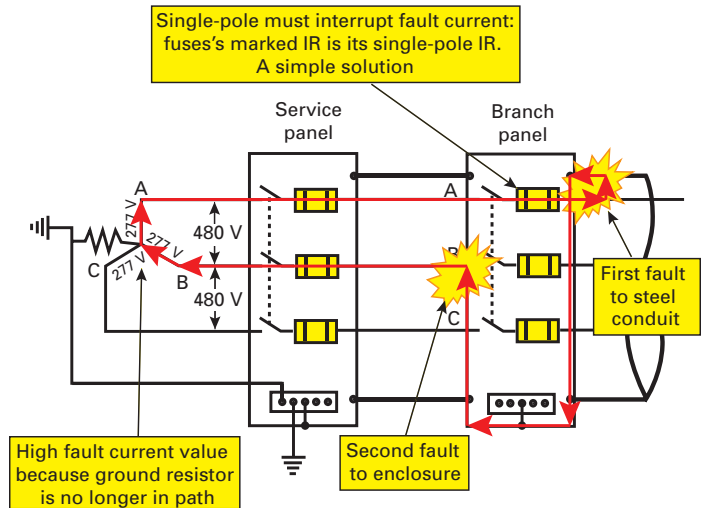 Single-pole must interrupt fault current:
fuses's marked IR is its single-pole IR.
A simple solution
Service
panel
Branch
panel
A
A
277 V
480 V
277 V
B
B
C
277 V
480 V
C
First fault
to steel
conduit
High fault current value
because ground resistor
is no longer in path
Second fault
to enclosure